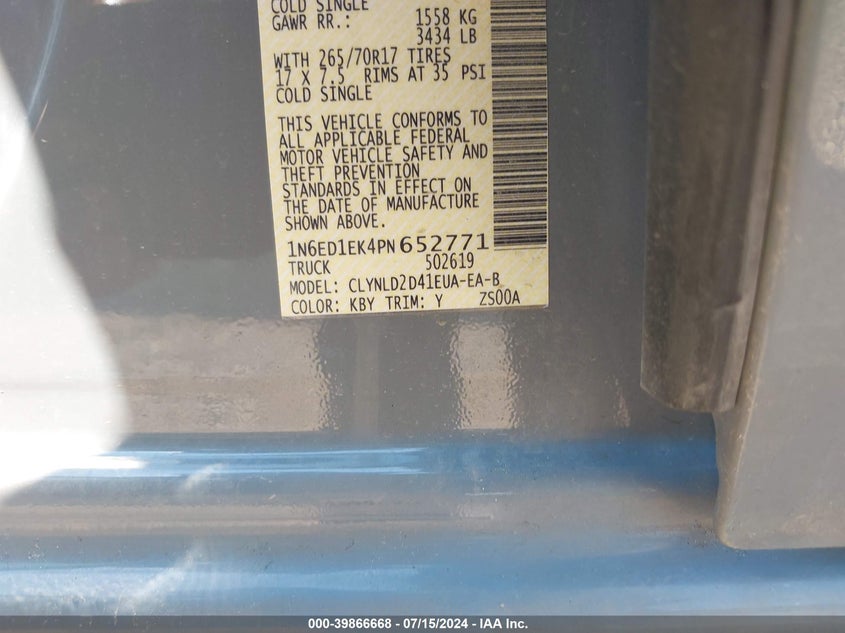 COLD SINGLE
GAWR RR.: 1558 KG
3434 LB
WITH 265/70R17 TIRES
17 X 7.5 RIMS AT 35 PSI
COLD SINGLE
THIS VEHICLE CONFORMS TO
ALL APPLICABLE FEDERAL
MOTOR VEHICLE SAFETY AND
THEFT PREVENTION
STANDARDS IN EFFECT ON
THE DATE OF MANUFACTURE
SHOWN ABOVE.
1N6ED1EK4PN652771
TRUCK 502619
MODEL: CLYNLD2D41EUA-EA-B
COLOR: KBY TRIM: Y ZS00A
000-39866668 - 07/15/2024 - IAA Inc.